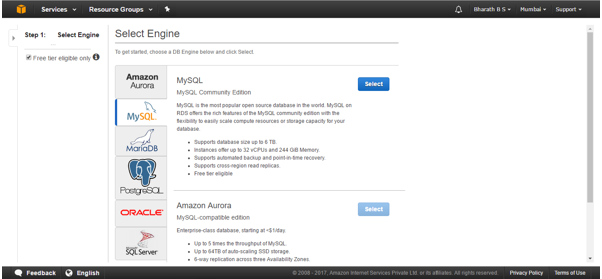 Services Resource Groups Bharath B S Mumbai Support
Step 1: Select Engine
Free tier eligible only
Select Engine
To get started, choose a DB Engine below and click Select.
Amazon
Aurora
MySQL
MariaDB
PostgreSQL
ORACLE
Microsoft
SQL Server
MySQL
Select
MySQL Community Edition
MySQL is the most popular open source database in the world. MySQL on
RDS offers the rich features of the MySQL community edition with the
flexibility to easily scale compute resources or storage capacity for your
database.
• Supports database size up to 6 TB.
• Instances offer up to 32 vCPUs and 244 GiB Memory.
• Supports automated backup and point-in-time recovery.
• Supports cross-region read replicas.
• Free tier eligible
Amazon Aurora
Select
MySQL-compatible edition
Enterprise-class database, starting at <$1/day.
• Up to 5 times the throughput of MySQL.
• Up to 64TB of auto-scaling SSD storage.
• 6-way replication across three Availability Zones.
Feedback English © 2008 - 2017, Amazon Internet Services Private Ltd. or its affiliates. All rights reserved. Privacy Policy Terms of Use